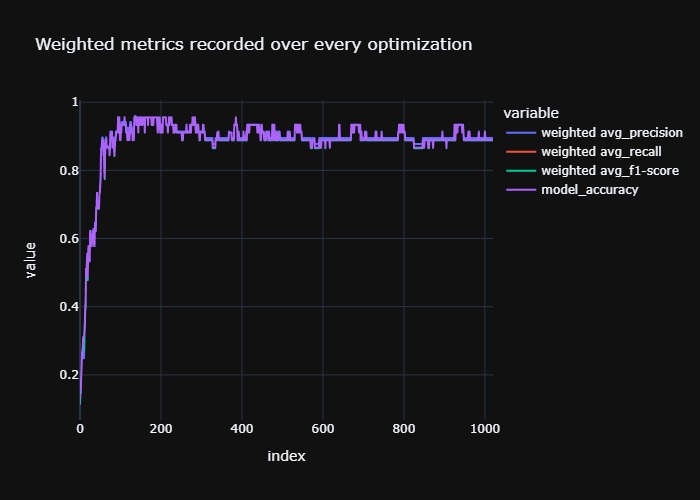 Weighted metrics recorded over every optimization
variable
weighted avg_precision
weighted avg_recall
weighted avg_f1-score
model_accuracy
value
1
0.8
0.6
0.4
0.2
0 200 400 600 800 1000
index